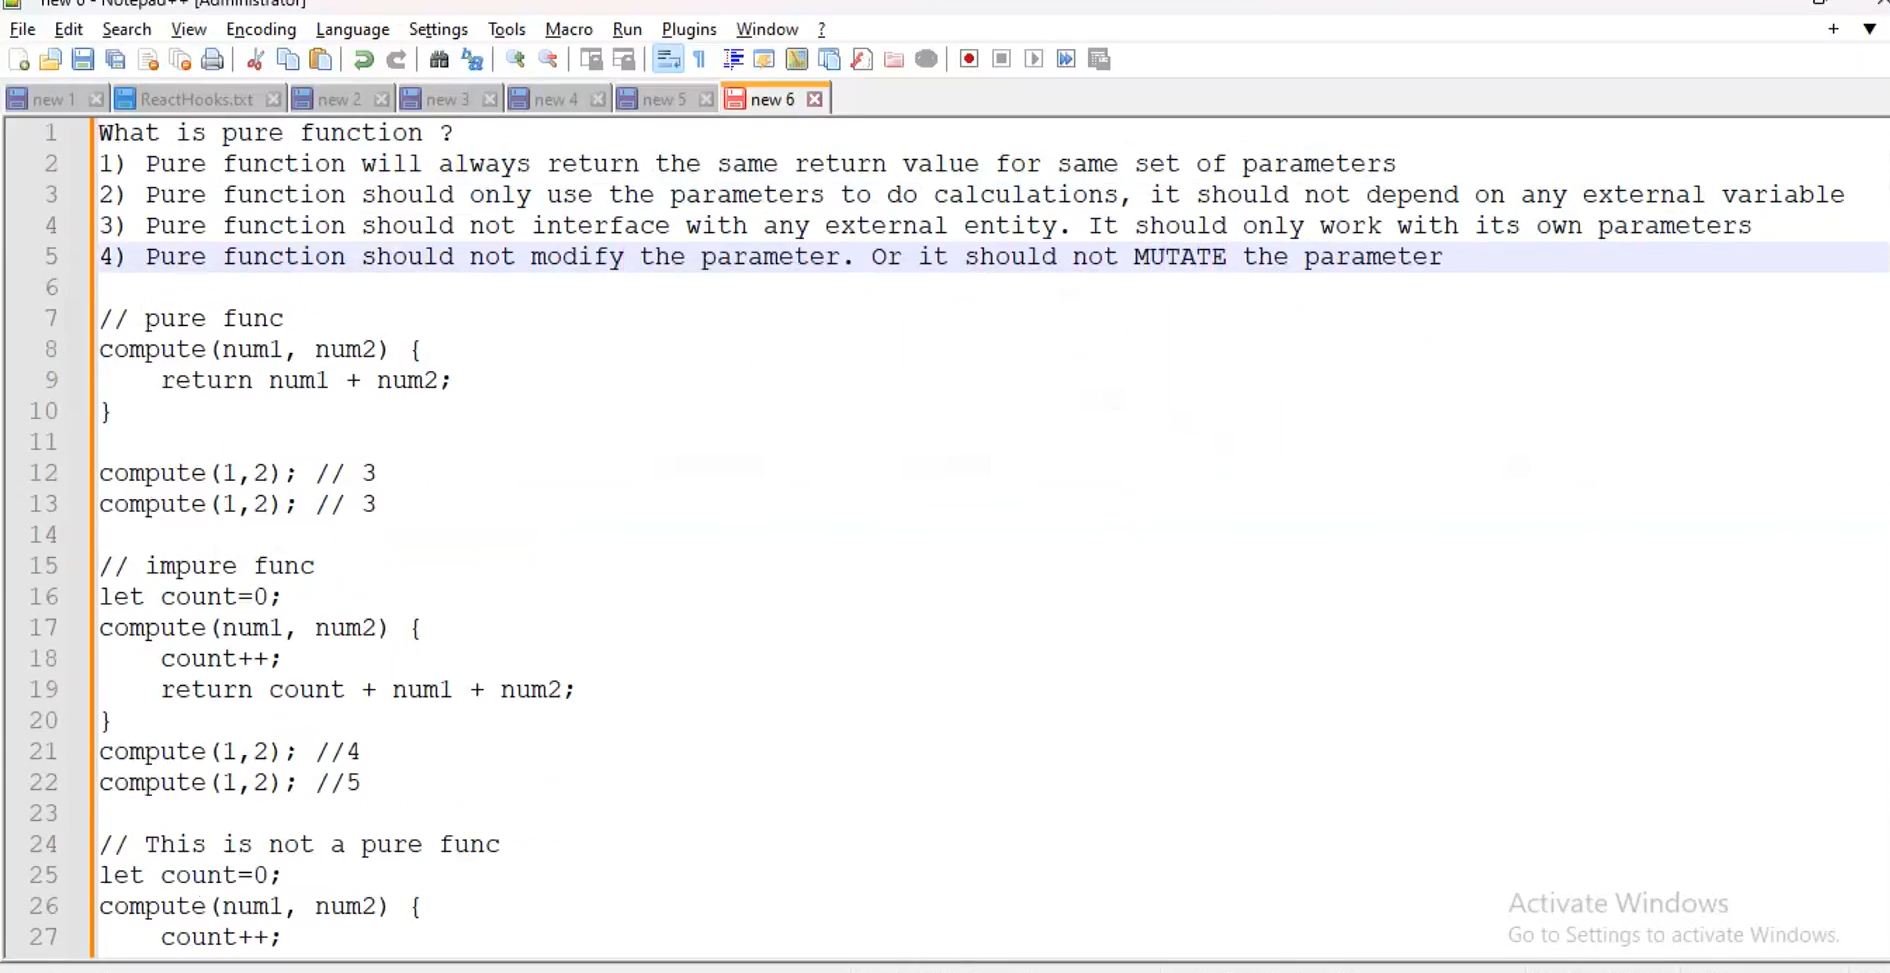 new 6 - Notepad++ [Administrator]
File Edit Search View Encoding Language Settings Tools Macro Run Plugins Window ?
new 1 ReactHooks.txt new 2 new 3 new 4 new 5 new 6
1 What is pure function ?
2 1) Pure function will always return the same return value for same set of parameters
3 2) Pure function should only use the parameters to do calculations, it should not depend on any external variable
4 3) Pure function should not interface with any external entity. It should only work with its own parameters
5 4) Pure function should not modify the parameter. Or it should not MUTATE the parameter
6
7 // pure func
8 compute(num1, num2) {
9 return num1 + num2;
10 }
11
12 compute(1,2); // 3
13 compute(1,2); // 3
14
15 // impure func
16 let count=0;
17 compute(num1, num2) {
18 count++;
19 return count + num1 + num2;
20 }
21 compute(1,2); //4
22 compute(1,2); //5
23
24 // This is not a pure func
25 let count=0;
26 compute(num1, num2) {
27 count++;
Activate Windows
Go to Settings to activate Windows.